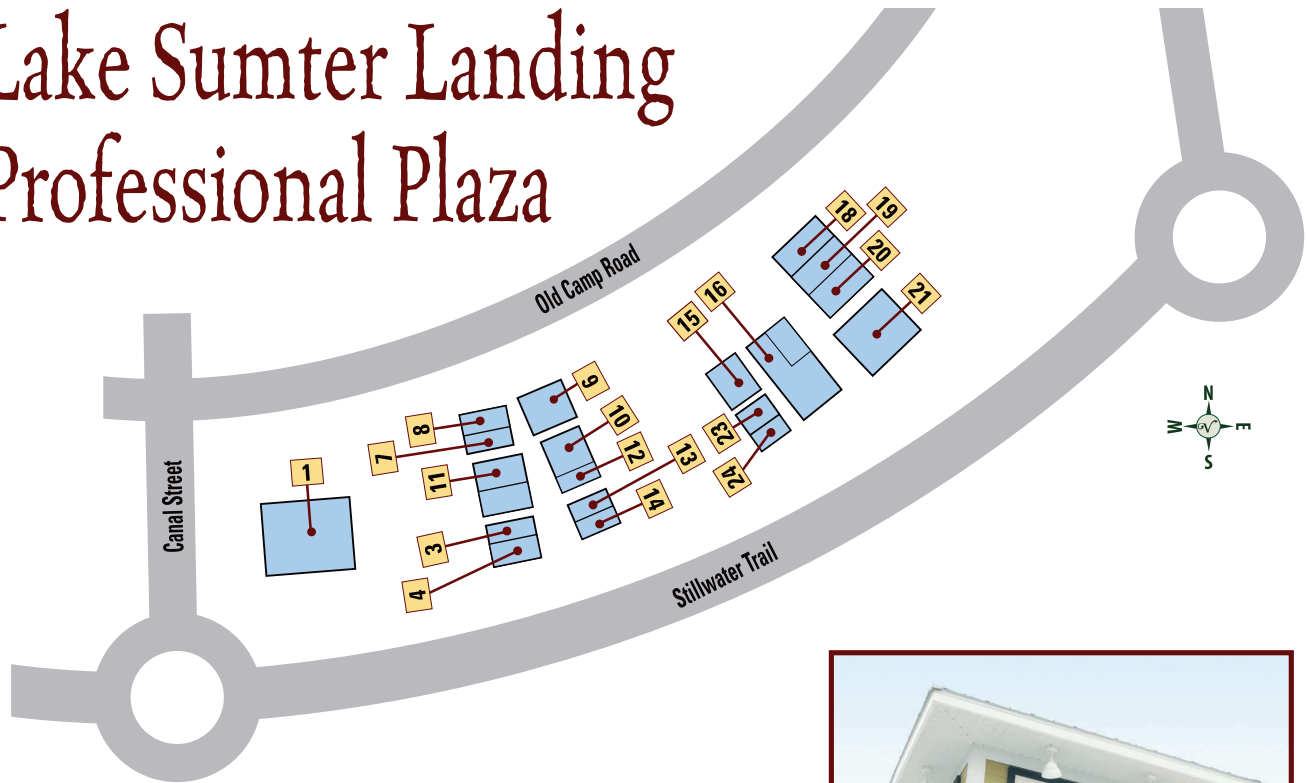 Lake Sumter Landing
Professional Plaza
Old Camp Road
Canal Street
Stillwater Trail
1
3
4
7
8
11
9
10
12
13
14
15
16
23
24
18
19
20
21
N
W
E
S